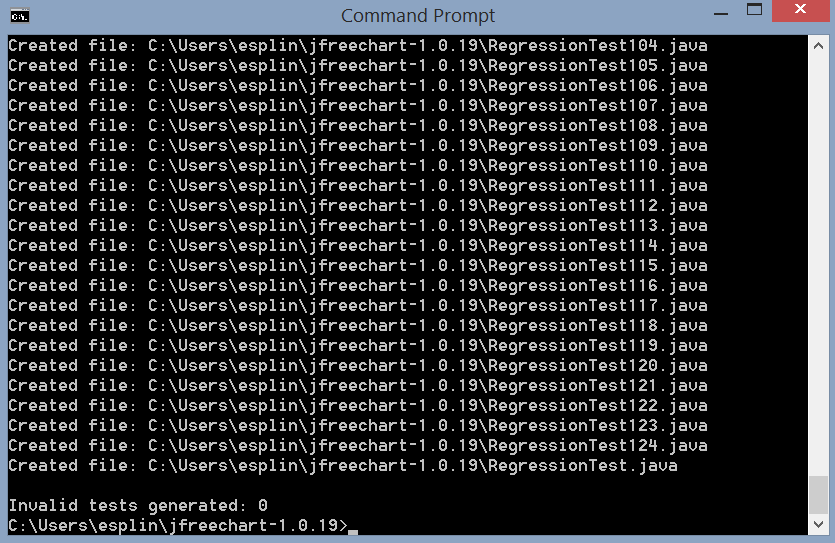 Command Prompt
Created file: C:\Users\esplin\jfreechart-1.0.19\RegressionTest104.java
Created file: C:\Users\esplin\jfreechart-1.0.19\RegressionTest105.java
Created file: C:\Users\esplin\jfreechart-1.0.19\RegressionTest106.java
Created file: C:\Users\esplin\jfreechart-1.0.19\RegressionTest107.java
Created file: C:\Users\esplin\jfreechart-1.0.19\RegressionTest108.java
Created file: C:\Users\esplin\jfreechart-1.0.19\RegressionTest109.java
Created file: C:\Users\esplin\jfreechart-1.0.19\RegressionTest110.java
Created file: C:\Users\esplin\jfreechart-1.0.19\RegressionTest111.java
Created file: C:\Users\esplin\jfreechart-1.0.19\RegressionTest112.java
Created file: C:\Users\esplin\jfreechart-1.0.19\RegressionTest113.java
Created file: C:\Users\esplin\jfreechart-1.0.19\RegressionTest114.java
Created file: C:\Users\esplin\jfreechart-1.0.19\RegressionTest115.java
Created file: C:\Users\esplin\jfreechart-1.0.19\RegressionTest116.java
Created file: C:\Users\esplin\jfreechart-1.0.19\RegressionTest117.java
Created file: C:\Users\esplin\jfreechart-1.0.19\RegressionTest118.java
Created file: C:\Users\esplin\jfreechart-1.0.19\RegressionTest119.java
Created file: C:\Users\esplin\jfreechart-1.0.19\RegressionTest120.java
Created file: C:\Users\esplin\jfreechart-1.0.19\RegressionTest121.java
Created file: C:\Users\esplin\jfreechart-1.0.19\RegressionTest122.java
Created file: C:\Users\esplin\jfreechart-1.0.19\RegressionTest123.java
Created file: C:\Users\esplin\jfreechart-1.0.19\RegressionTest124.java
Created file: C:\Users\esplin\jfreechart-1.0.19\RegressionTest.java
Invalid tests generated: 0
C:\Users\esplin\jfreechart-1.0.19>_